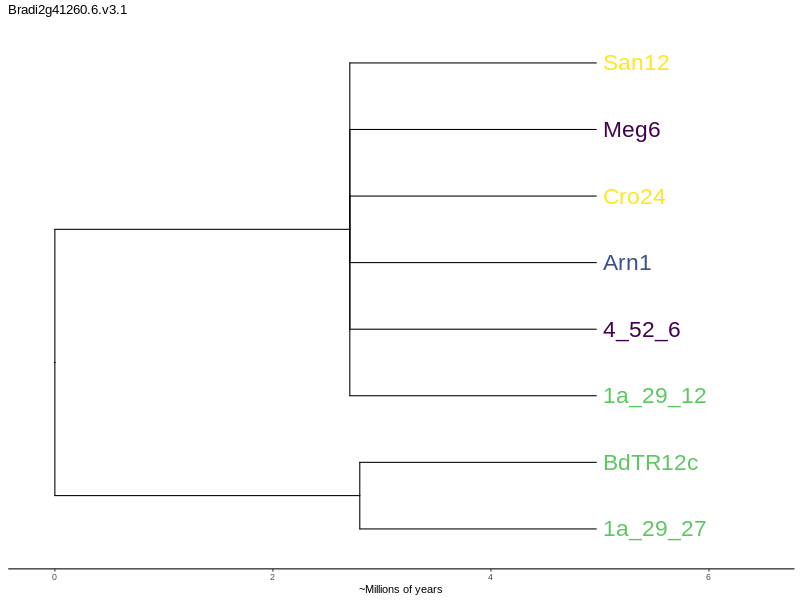 Bradi2g41260.6.v3.1
San12
Meg6
Cro24
Arn1
4_52_6
1a_29_12
BdTR12c
1a_29_27
0 2 4 6
~Millions of years